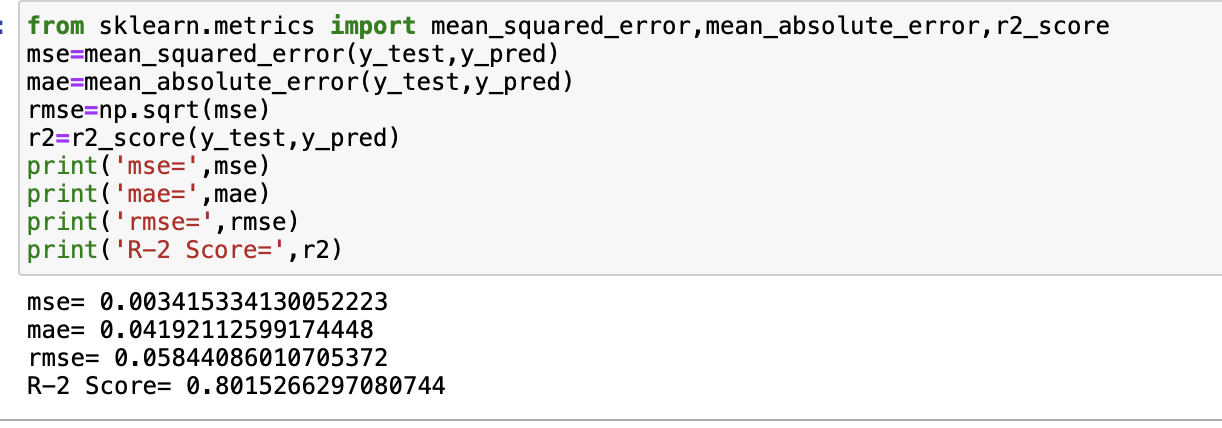 :
from sklearn.metrics import mean_squared_error,mean_absolute_error,r2_score
mse=mean_squared_error(y_test,y_pred)
mae=mean_absolute_error(y_test,y_pred)
rmse=np.sqrt(mse)
r2=r2_score(y_test,y_pred)
print('mse=',mse)
print('mae=',mae)
print('rmse=',rmse)
print('R-2 Score=',r2)
mse= 0.003415334130052223
mae= 0.04192112599174448
rmse= 0.05844086010705372
R-2 Score= 0.8015266297080744